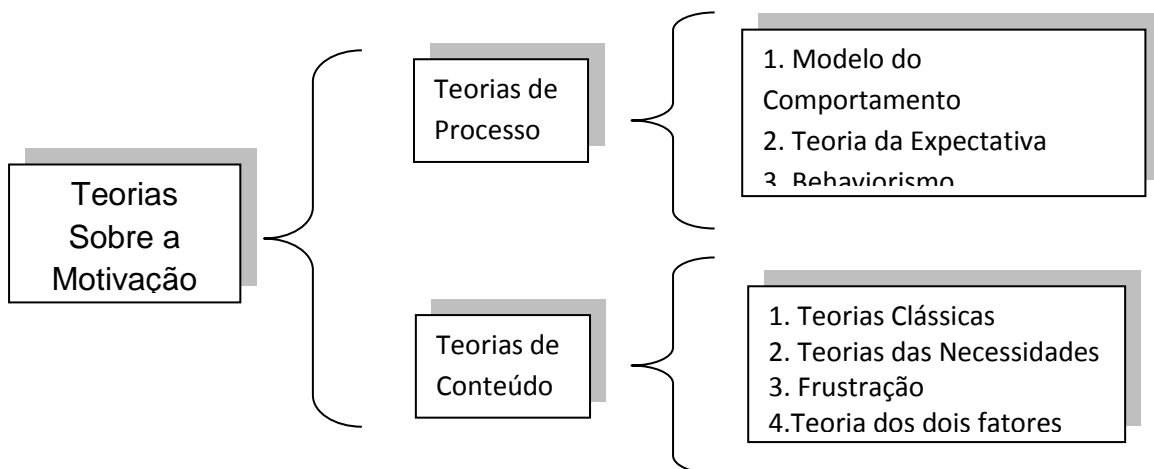 Teorias
Sobre a
Motivação
Teorias de
Processo
1. Modelo do
Comportamento
2. Teoria da Expectativa
3. Behaviorismo
Teorias de
Conteúdo
1. Teorias Clássicas
2. Teorias das Necessidades
3. Frustração
4.Teoria dos dois fatores